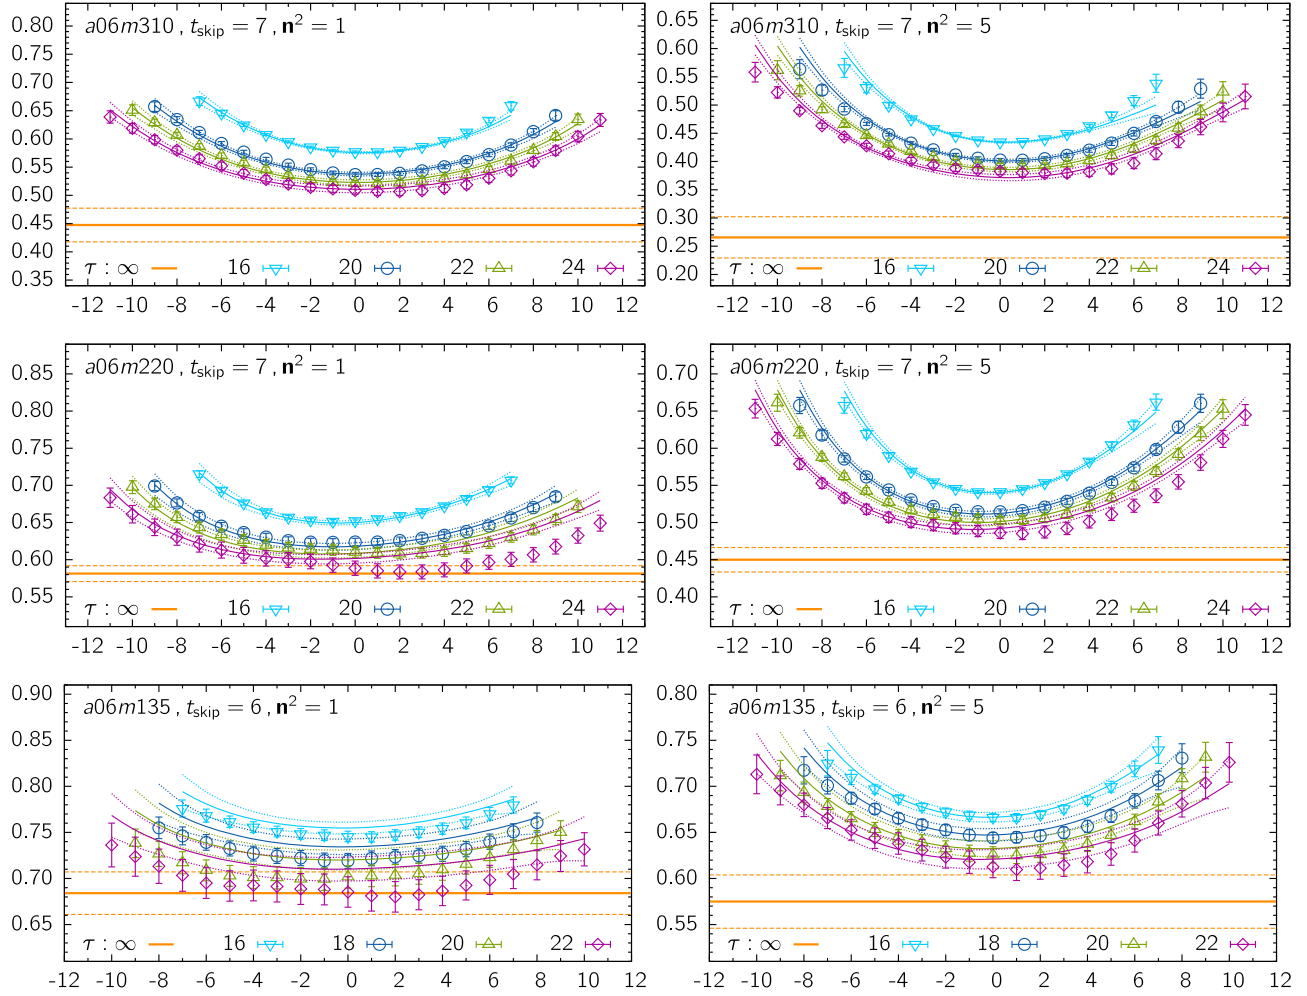 a06m310 , t_skip = 7 , n² = 1
0.80
0.75
0.70
0.65
0.60
0.55
0.50
0.45
0.40
0.35
τ : ∞ 16 20 22 24
-12 -10 -8 -6 -4 -2 0 2 4 6 8 10 12
a06m310 , t_skip = 7 , n² = 5
0.65
0.60
0.55
0.50
0.45
0.40
0.35
0.30
0.25
0.20
τ : ∞ 16 20 22 24
-12 -10 -8 -6 -4 -2 0 2 4 6 8 10 12
a06m220 , t_skip = 7 , n² = 1
0.85
0.80
0.75
0.70
0.65
0.60
0.55
τ : ∞ 16 20 22 24
-12 -10 -8 -6 -4 -2 0 2 4 6 8 10 12
a06m220 , t_skip = 7 , n² = 5
0.70
0.65
0.60
0.55
0.50
0.45
0.40
τ : ∞ 16 20 22 24
-12 -10 -8 -6 -4 -2 0 2 4 6 8 10 12
0.90
a06m135 , t_skip = 6 , n² = 1
0.85
0.80
0.75
0.70
0.65
τ : ∞ 16 18 20 22
-12 -10 -8 -6 -4 -2 0 2 4 6 8 10 12
0.80
a06m135 , t_skip = 6 , n² = 5
0.75
0.70
0.65
0.60
0.55
τ : ∞ 16 18 20 22
-12 -10 -8 -6 -4 -2 0 2 4 6 8 10 12